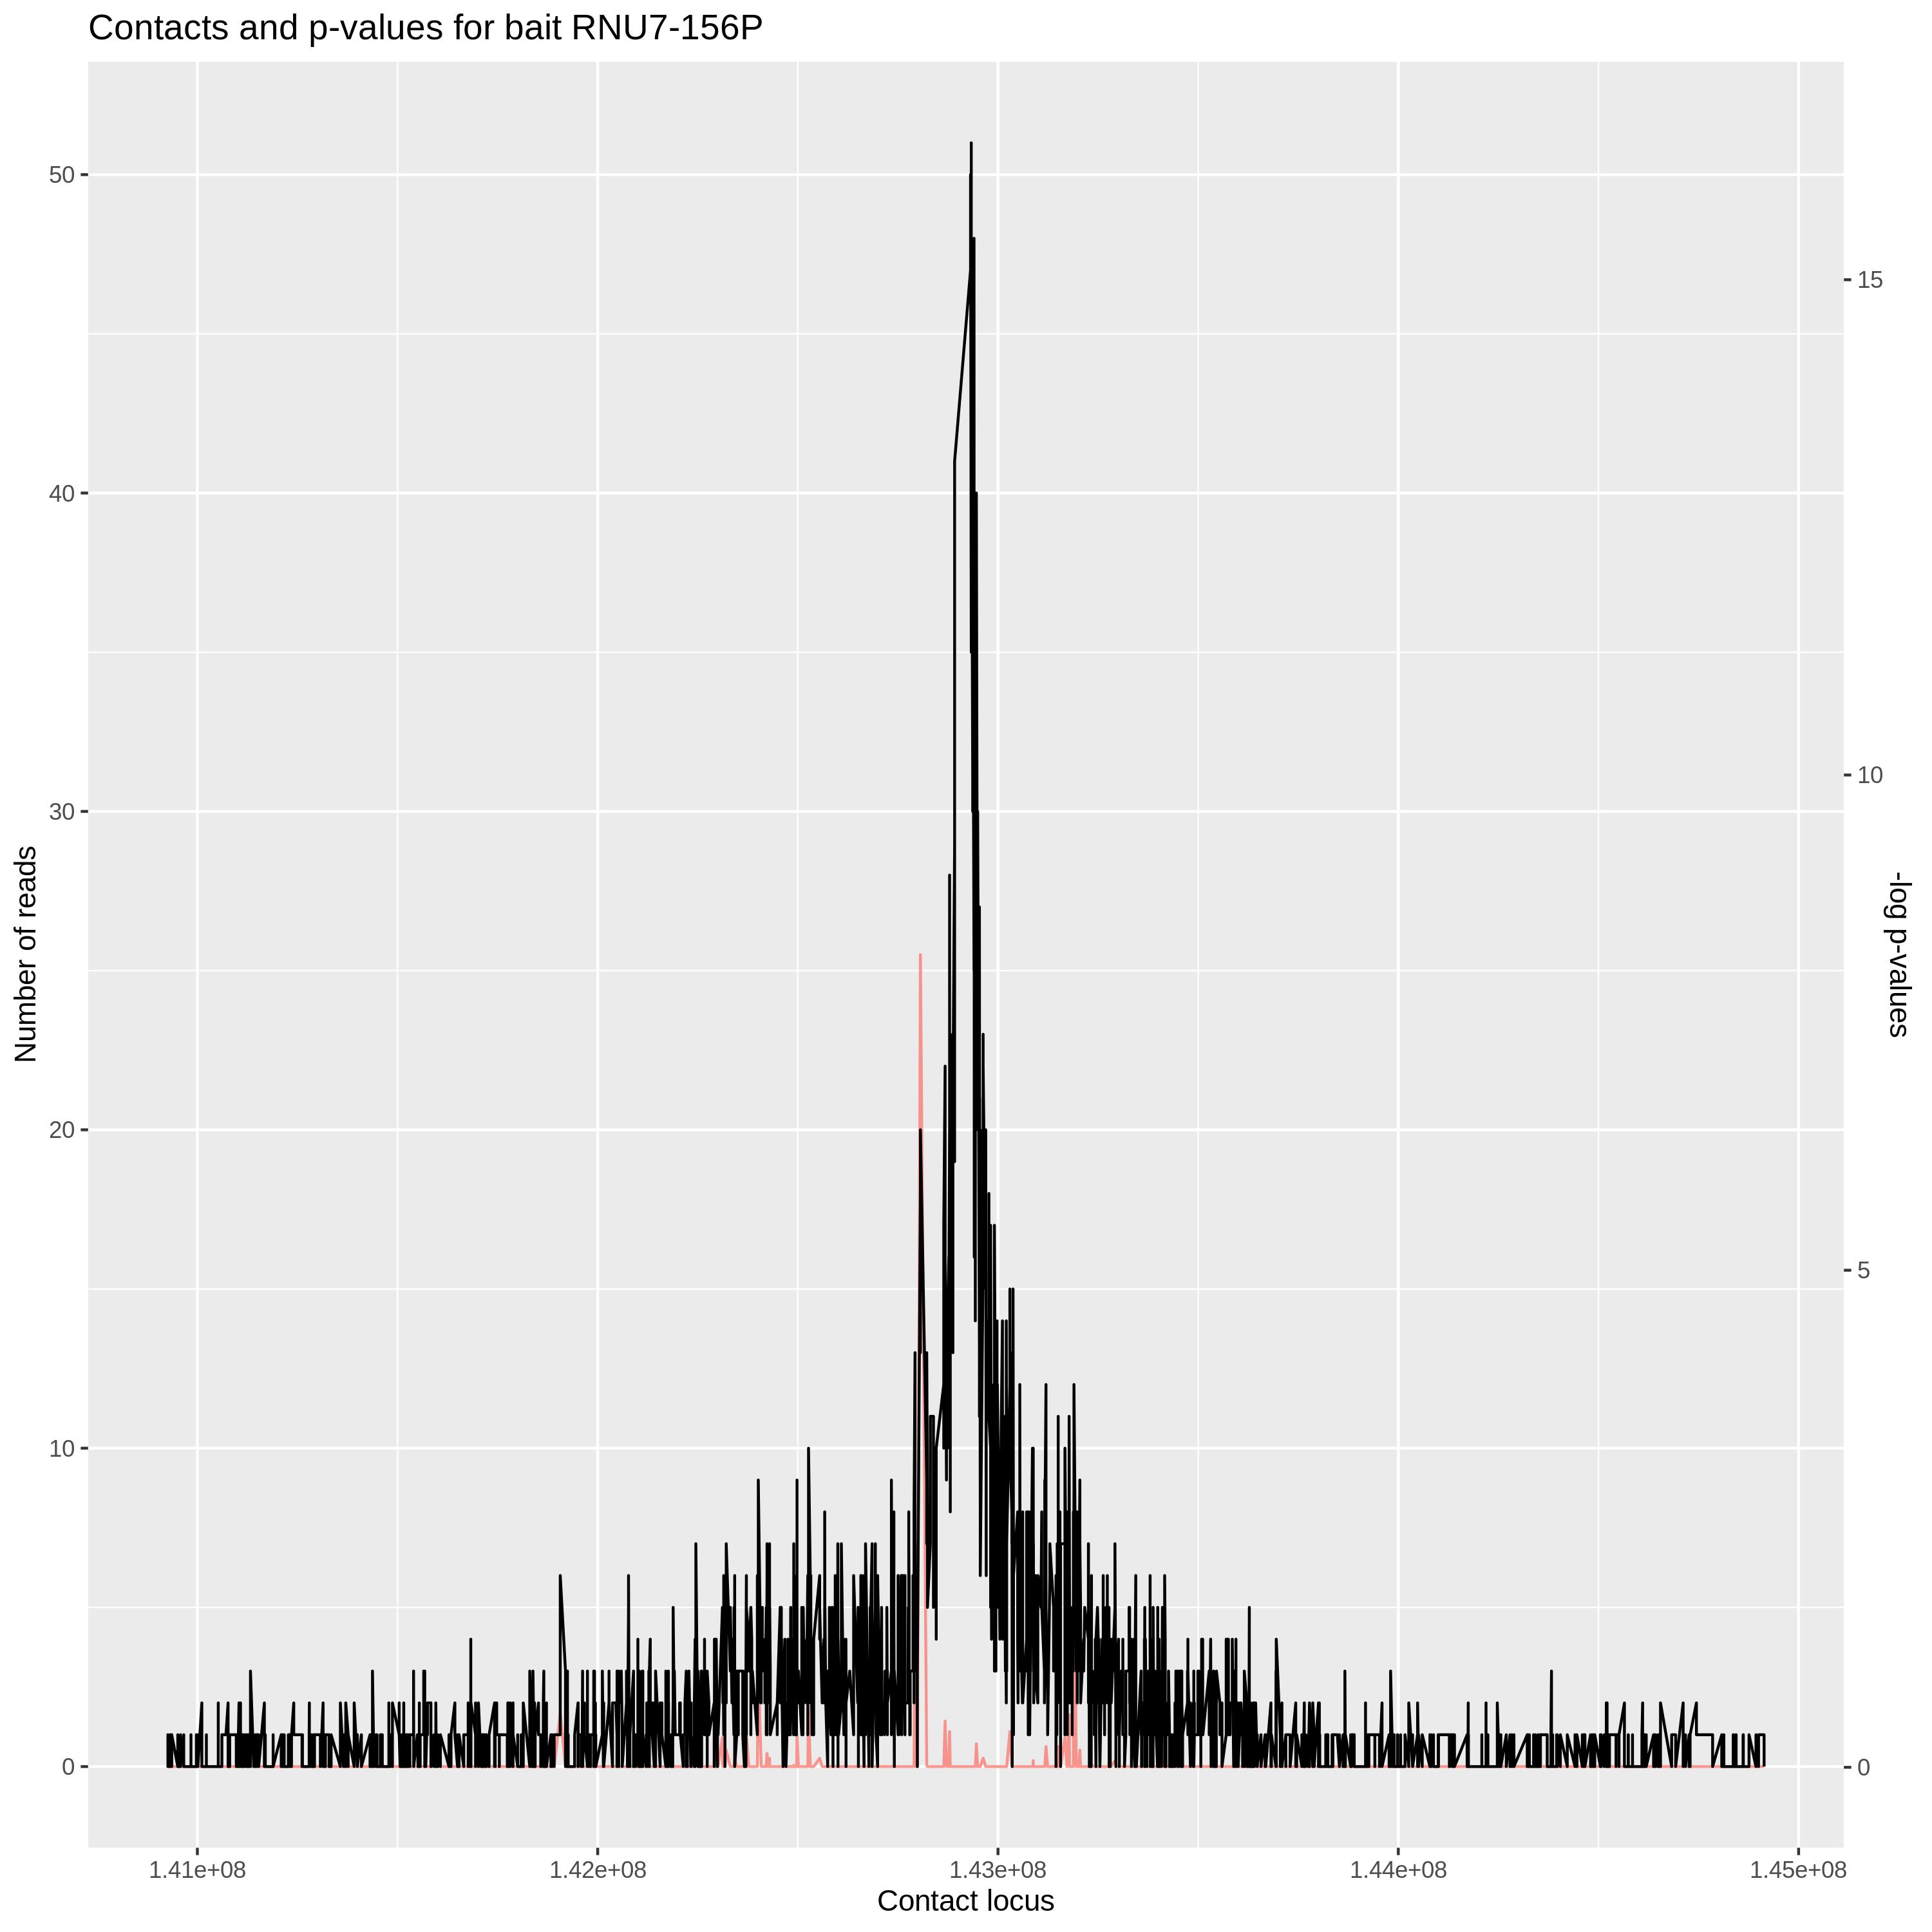 Contacts and p-values for bait RNU7-156P
50
40
30
20
10
0
Number of reads
15
10
5
0
-log p-values
1.41e+08
1.42e+08
1.43e+08
1.44e+08
1.45e+08
Contact locus